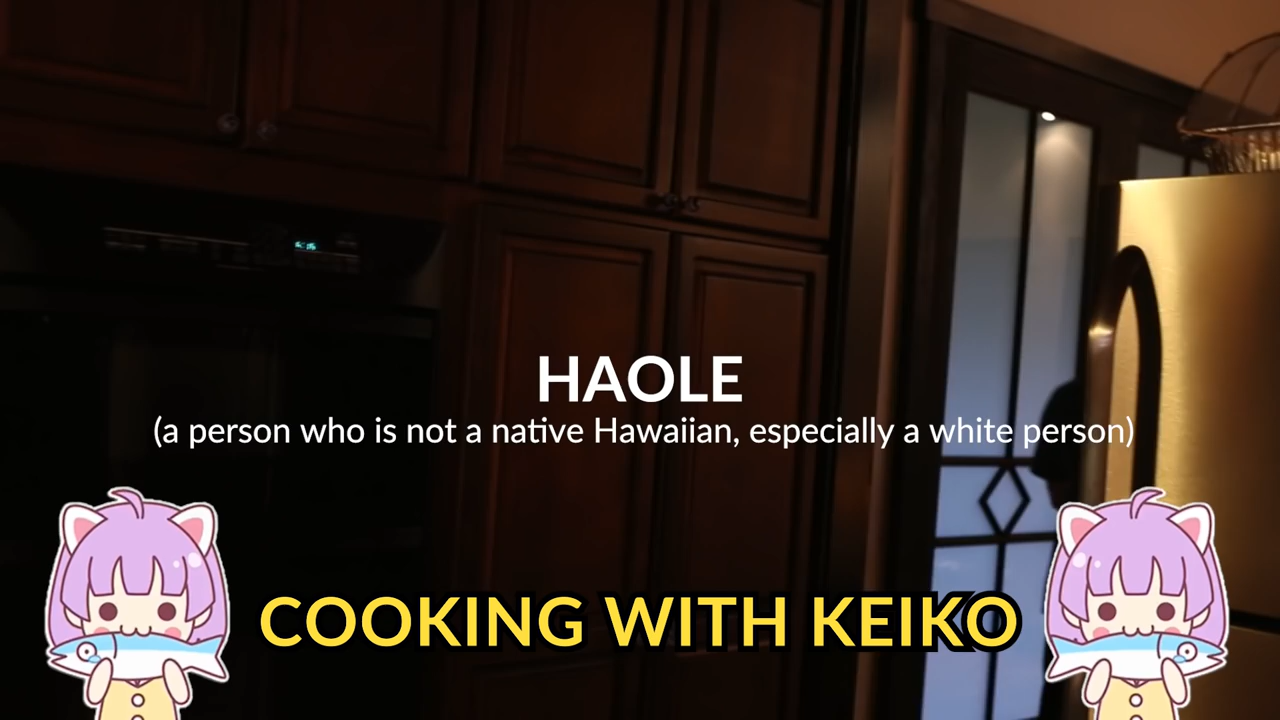 HAOLE
(a person who is not a native Hawaiian, especially a white person)
COOKING WITH KEIKO